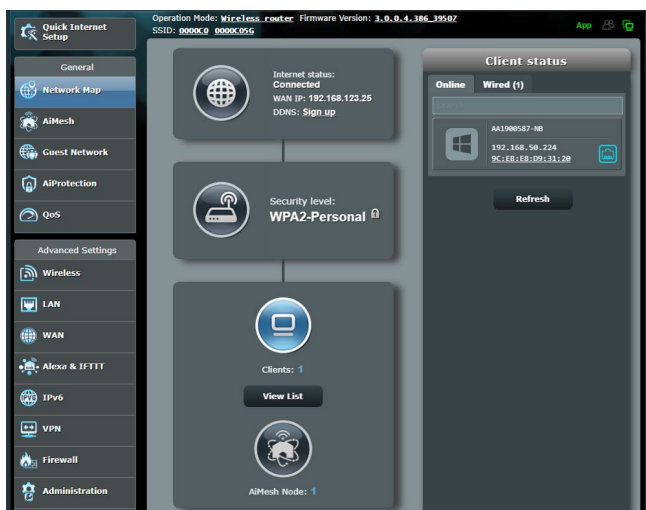 Quick Internet
Setup
General
Network Map
AiMesh
Guest Network
AiProtection
QoS
Advanced Settings
Wireless
LAN
WAN
Alexa & IFTTT
IPv6
VPN
Firewall
Administration
Operation Mode: Wireless router Firmware Version: 3.0.0.4.386_39507
SSID: 0000C0 0000C05G
App
Internet status:
Connected
WAN IP: 192.168.123.25
DDNS: Sign up
Security level:
WPA2-Personal
Clients: 1
View List
AiMesh Node: 1
Client status
Online Wired (1)
AA1900587-NB
192.168.50.224
9C:EB:E8:D9:31:20
Refresh